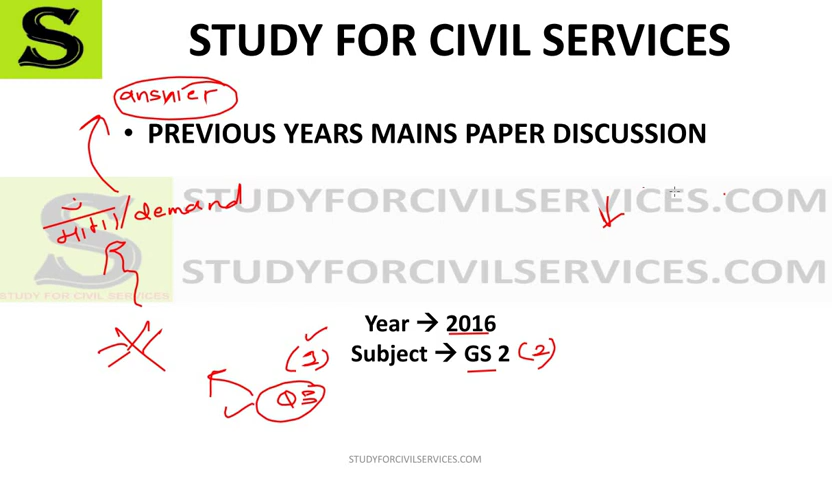 S
STUDY FOR CIVIL SERVICES
answer
• PREVIOUS YEARS MAINS PAPER DISCUSSION
/demand
STUDYFORCIVILSERVICES.COM
STUDYFORCIVILSERVICES.COM
S
STUDY FOR CIVIL SERVICES
Year → 2016
(1) Subject → GS 2 (2)
STUDYFORCIVILSERVICES.COM